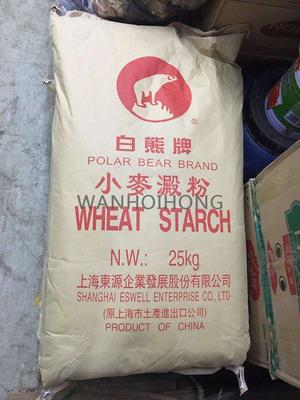 ®
白熊牌
POLAR BEAR BRAND
小麥澱粉
WANHOIHONG
WHEAT STARCH
N.W.: 25kg
上海東源企業發展股份有限公司
SHANGHAI ESWELL ENTERPRISE CO., LTD
(原上海市土產進出口公司)
PRODUCT OF CHINA